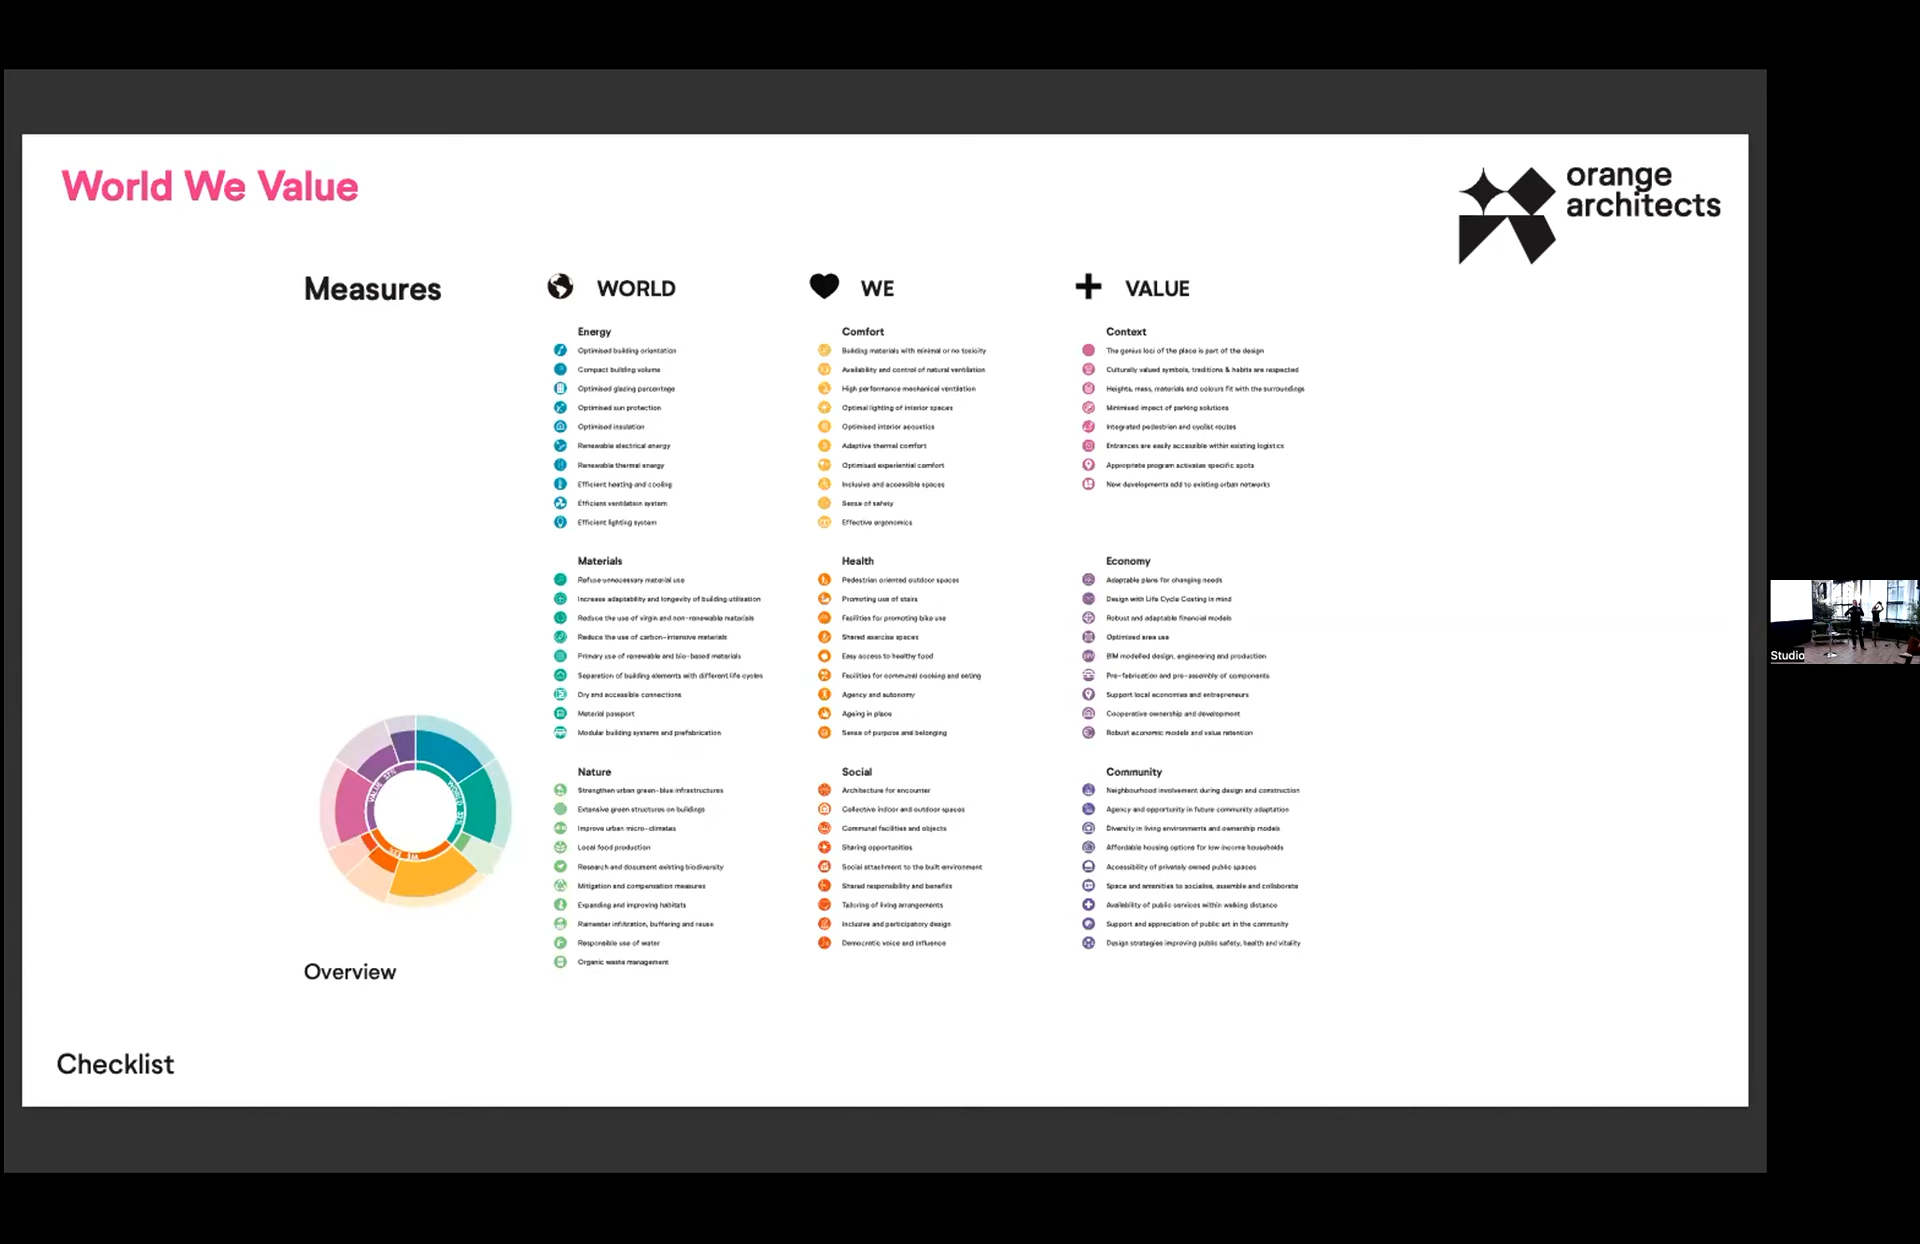 World We Value
orange
architects
Measures
WORLD
WE
VALUE
Energy
Optimised building orientation
Compact building volume
Optimised glazing percentage
Optimised sun protection
Optimised insulation
Renewable electrical energy
Renewable thermal energy
Efficient heating and cooling
Efficient ventilation system
Efficient lighting system
Comfort
Building materials with minimal or no toxicity
Availability and control of natural ventilation
High performance mechanical ventilation
Optimal lighting of interior spaces
Optimised interior acoustics
Adaptive thermal comfort
Optimised experiential comfort
Inclusive and accessible spaces
Sense of safety
Effective ergonomics
Context
The genius loci of the place is part of the design
Culturally valued symbols, traditions & habits are respected
Heights, mass, materials and colours fit with the surroundings
Minimised impact of parking solutions
Integrated pedestrian and cyclist routes
Entrances are easily accessible within existing logistics
Appropriate program activates specific spots
New developments add to existing urban networks
Materials
Refuse unnecessary material use
Increase adaptability and longevity of building utilisation
Reduce the use of virgin and non-renewable materials
Reduce the use of carbon-intensive materials
Primary use of renewable and bio-based materials
Separation of building elements with different life cycles
Dry and accessible connections
Material passport
Modular building systems and prefabrication
Health
Pedestrian oriented outdoor spaces
Promoting use of stairs
Facilities for promoting bike use
Shared exercise spaces
Easy access to healthy food
Facilities for communal cooking and eating
Agency and autonomy
Ageing in place
Sense of purpose and belonging
Economy
Adaptable plans for changing needs
Design with Life Cycle Costing in mind
Robust and adaptable financial models
Optimised area use
BIM modelled design, engineering and production
Pre-fabrication and pre-assembly of components
Support local economies and entrepreneurs
Cooperative ownership and development
Robust economic models and value retention
Nature
Strengthen urban green-blue infrastructures
Extensive green structures on buildings
Improve urban micro-climates
Local food production
Research and document existing biodiversity
Mitigation and compensation measures
Expanding and improving habitats
Rainwater infiltration, buffering and reuse
Responsible use of water
Organic waste management
Social
Architecture for encounter
Collective indoor and outdoor spaces
Communal facilities and objects
Sharing opportunities
Social attachment to the built environment
Shared responsibility and benefits
Tailoring of living arrangements
Inclusive and participatory design
Democratic voice and influence
Community
Neighbourhood involvement during design and construction
Agency and opportunity in future community adaptation
Diversity in living environments and ownership models
Affordable housing options for low income households
Accessibility of privately owned public spaces
Space and amenities to socialise, assemble and collaborate
Availability of public services within walking distance
Support and appreciation of public art in the community
Design strategies improving public safety, health and vitality
VALUE
WORLD
WE
Overview
Checklist
Studio